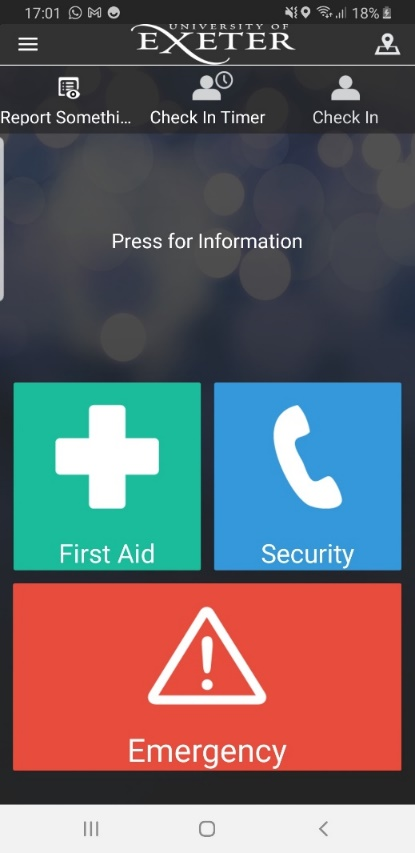 17:01
18%
UNIVERSITY OF
EXETER
Report Somethi...
Check In Timer
Check In
Press for Information
First Aid
Security
Emergency